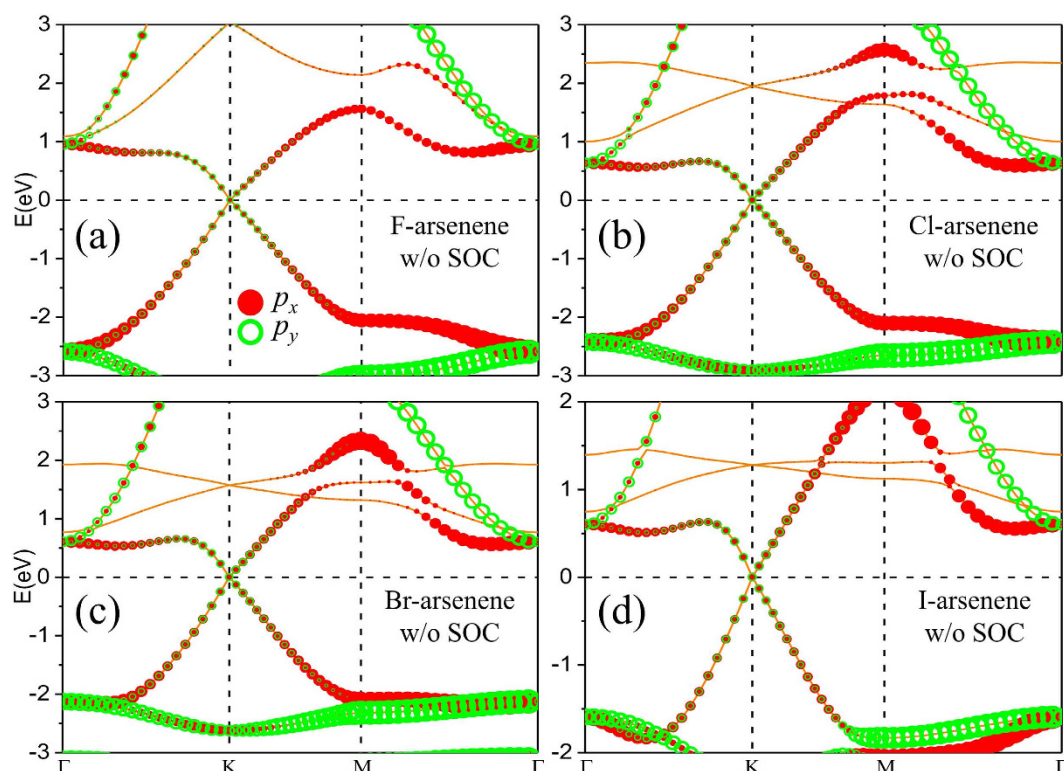 3
2
1
0
-1
-2
-3
E(eV)
(a)
F-arsenene
w/o SOC
p_x
p_y
3
2
1
0
-1
-2
-3
(b)
Cl-arsenene
w/o SOC
3
2
1
0
-1
-2
-3
E(eV)
(c)
Br-arsenene
w/o SOC
Γ K M Γ
2
1
0
-1
-2
(d)
I-arsenene
w/o SOC
Γ K M Γ